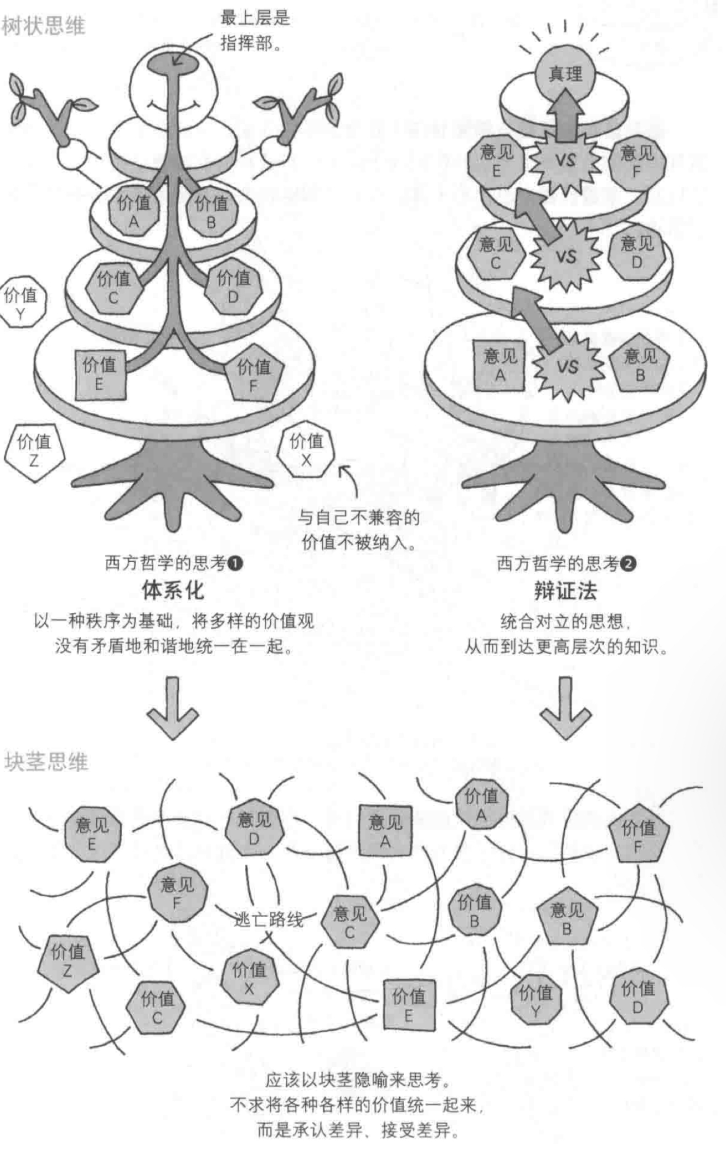 树状思维
最上层是
指挥部。
价值
A
价值
B
价值
C
价值
D
价值
Y
价值
E
价值
F
价值
Z
价值
X
与自己不兼容的
价值不被纳入。
西方哲学的思考❶
体系化
以一种秩序为基础，将多样的价值观
没有矛盾地和谐地统一在一起。
真理
意见
E
VS
意见
F
意见
C
VS
意见
D
意见
A
VS
意见
B
西方哲学的思考❷
辩证法
统合对立的思想，
从而到达更高层次的知识。
块茎思维
意见
E
意见
D
意见
A
价值
A
价值
F
意见
F
逃亡路线
意见
C
价值
B
意见
B
价值
Z
价值
X
价值
C
价值
E
价值
Y
价值
D
应该以块茎隐喻来思考。
不求将各种各样的价值统一起来，
而是承认差异、接受差异。